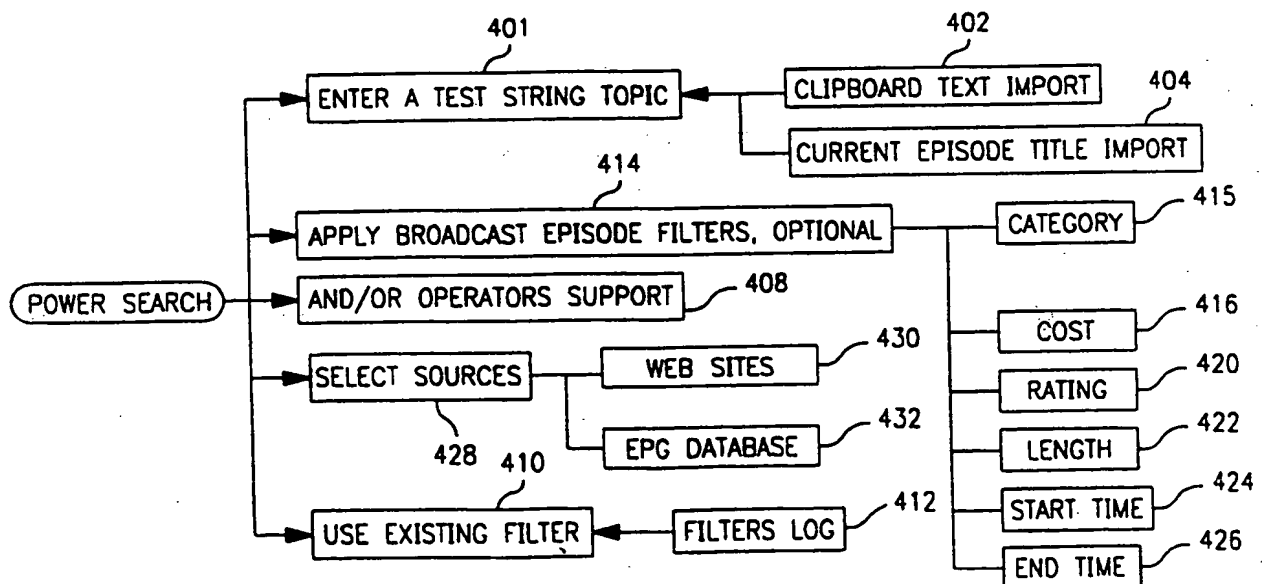 401
402
ENTER A TEST STRING TOPIC
CLIPBOARD TEXT IMPORT
404
CURRENT EPISODE TITLE IMPORT
414
APPLY BROADCAST EPISODE FILTERS, OPTIONAL
CATEGORY
415
POWER SEARCH
AND/OR OPERATORS SUPPORT
408
COST
416
SELECT SOURCES
428
WEB SITES
430
RATING
420
EPG DATABASE
432
LENGTH
422
410
USE EXISTING FILTER
FILTERS LOG
412
START TIME
424
END TIME
426